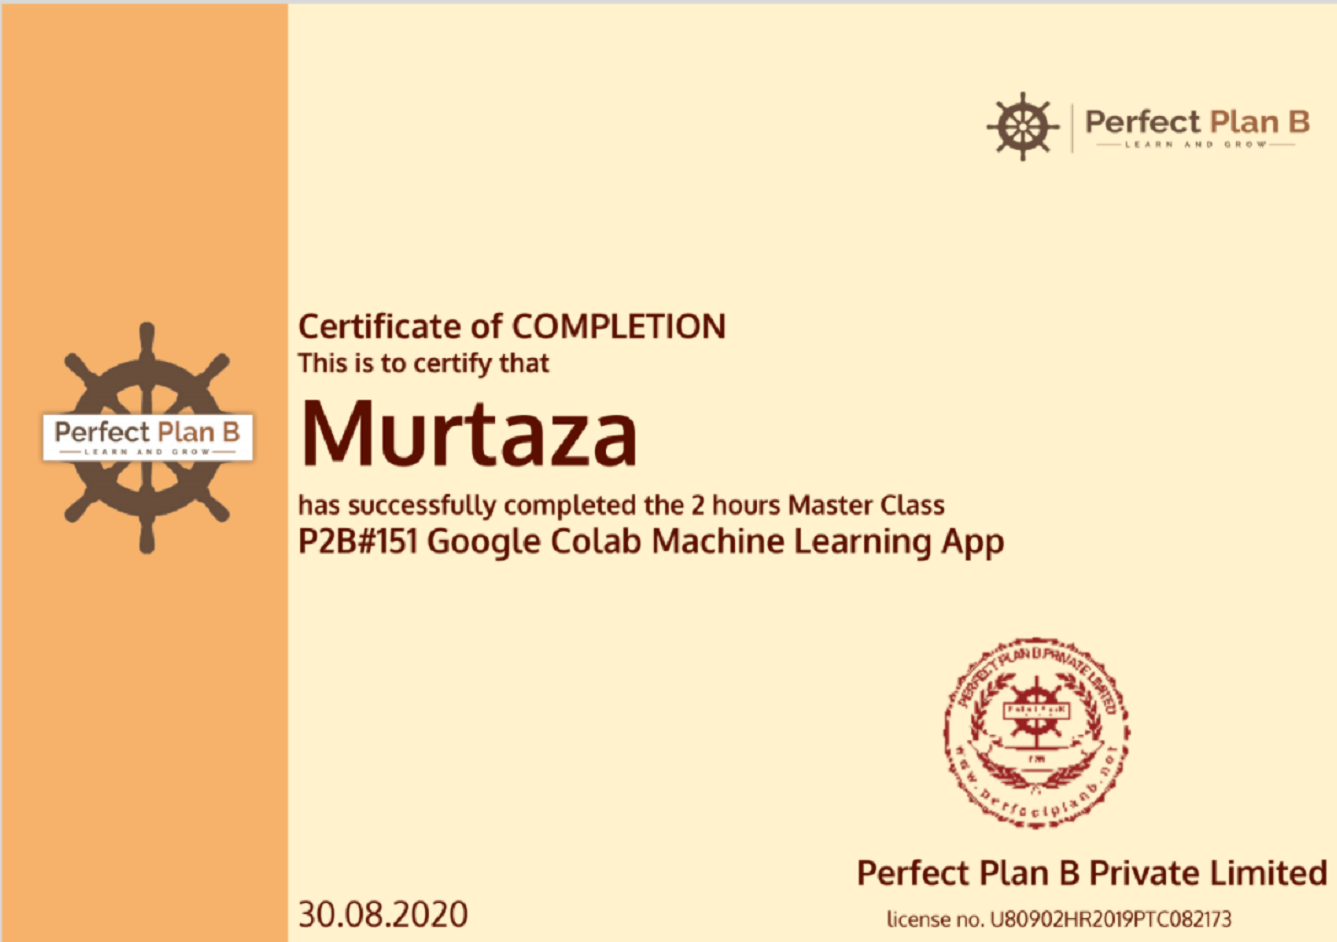 Perfect Plan B
LEARN AND GROW
Perfect Plan B
LEARN AND GROW
Certificate of COMPLETION
This is to certify that
Murtaza
has successfully completed the 2 hours Master Class
P2B#151 Google Colab Machine Learning App
PERFECT PLAN B PRIVATE LIMITED
www.perfectplanb.net
Perfect Plan B Private Limited
license no. U80902HR2019PTC082173
30.08.2020